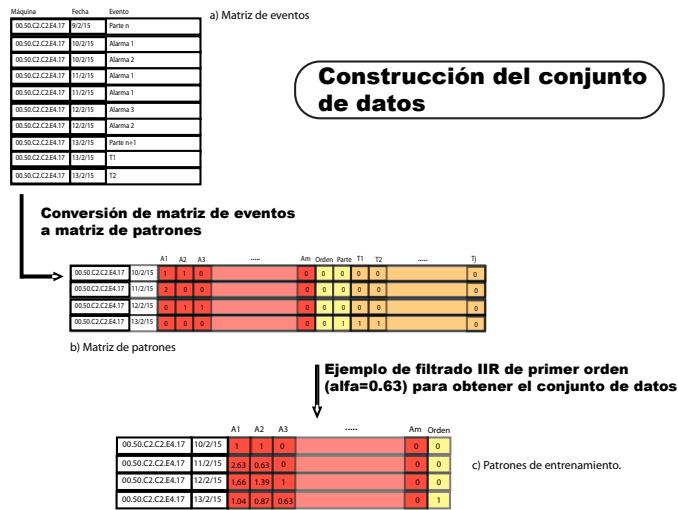 Máquina Fecha Evento
00.50.C2.C2.E4.17 9/2/15 Parte n
00.50.C2.C2.E4.17 10/2/15 Alarma 1
00.50.C2.C2.E4.17 10/2/15 Alarma 2
00.50.C2.C2.E4.17 11/2/15 Alarma 1
00.50.C2.C2.E4.17 11/2/15 Alarma 1
00.50.C2.C2.E4.17 12/2/15 Alarma 3
00.50.C2.C2.E4.17 12/2/15 Alarma 2
00.50.C2.C2.E4.17 13/2/15 Parte n+1
00.50.C2.C2.E4.17 13/2/15 T1
00.50.C2.C2.E4.17 13/2/15 T2
a) Matriz de eventos
Construcción del conjunto
de datos
Conversión de matriz de eventos
a matriz de patrones
A1 A2 A3 ..... Am Orden Parte T1 T2 ..... Tj
00.50.C2.C2.E4.17 10/2/15 1 1 0 0 0 0 0 0 0
00.50.C2.C2.E4.17 11/2/15 2 0 0 0 0 0 0 0 0
00.50.C2.C2.E4.17 12/2/15 0 1 1 0 0 0 0 0 0
00.50.C2.C2.E4.17 13/2/15 0 0 0 0 0 1 1 1 0
b) Matriz de patrones
Ejemplo de filtrado IIR de primer orden
(alfa=0.63) para obtener el conjunto de datos
A1 A2 A3 ..... Am Orden
00.50.C2.C2.E4.17 10/2/15 1 1 0 0 0
00.50.C2.C2.E4.17 11/2/15 2.63 0.63 0 0 0
00.50.C2.C2.E4.17 12/2/15 1,66 1.39 1 0 0
00.50.C2.C2.E4.17 13/2/15 1.04 0.87 0.63 0 1
c) Patrones de entrenamiento.